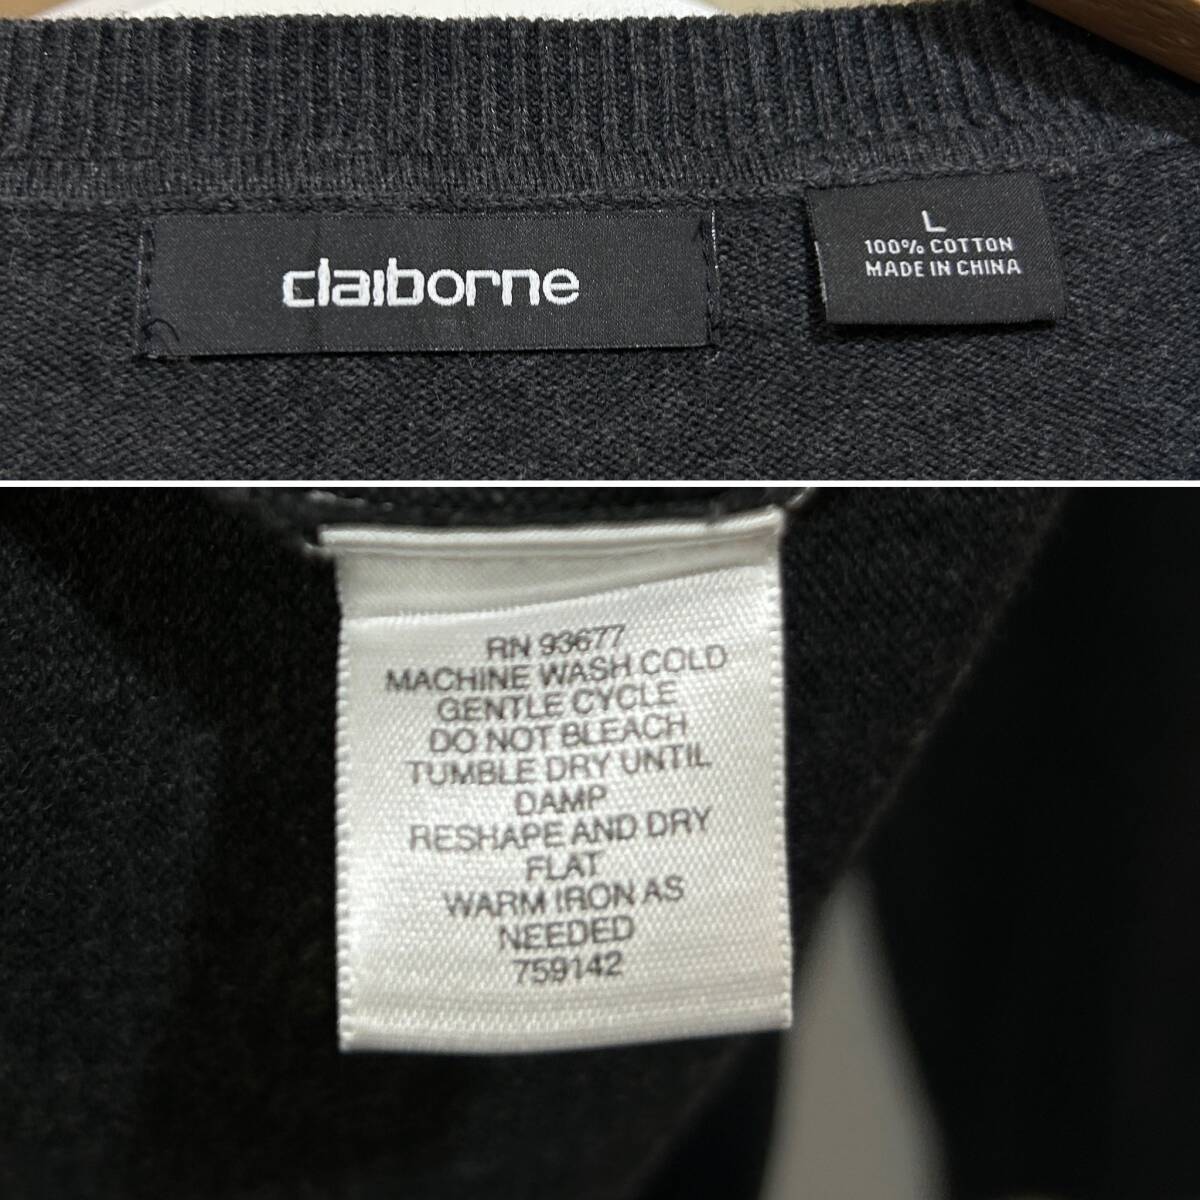 claiborne
L
100% COTTON
MADE IN CHINA
RN 93677
MACHINE WASH COLD
GENTLE CYCLE
DO NOT BLEACH
TUMBLE DRY UNTIL
DAMP
RESHAPE AND DRY
FLAT
WARM IRON AS
NEEDED
759142